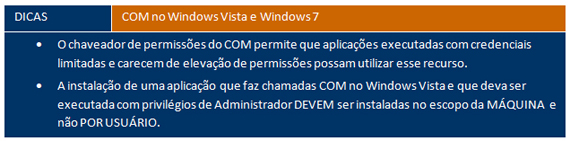 DICAS
COM no Windows Vista e Windows 7
• O chaveador de permissões do COM permite que aplicações executadas com credenciais
limitadas e carecem de elevação de permissões possam utilizar esse recurso.
• A instalação de uma aplicação que faz chamadas COM no Windows Vista e que deva ser
executada com privilégios de Administrador DEVEM ser instaladas no escopo da MÁQUINA e
não POR USUÁRIO.